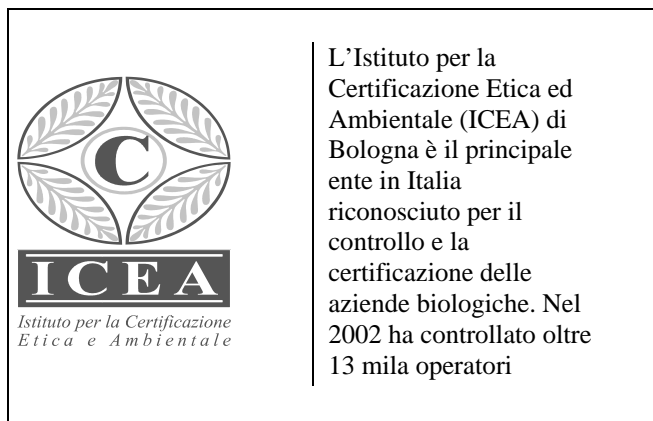 C
ICEA
Istituto per la Certificazione
Etica e Ambientale
L’Istituto per la
Certificazione Etica ed
Ambientale (ICEA) di
Bologna è il principale
ente in Italia
riconosciuto per il
controllo e la
certificazione delle
aziende biologiche. Nel
2002 ha controllato oltre
13 mila operatori